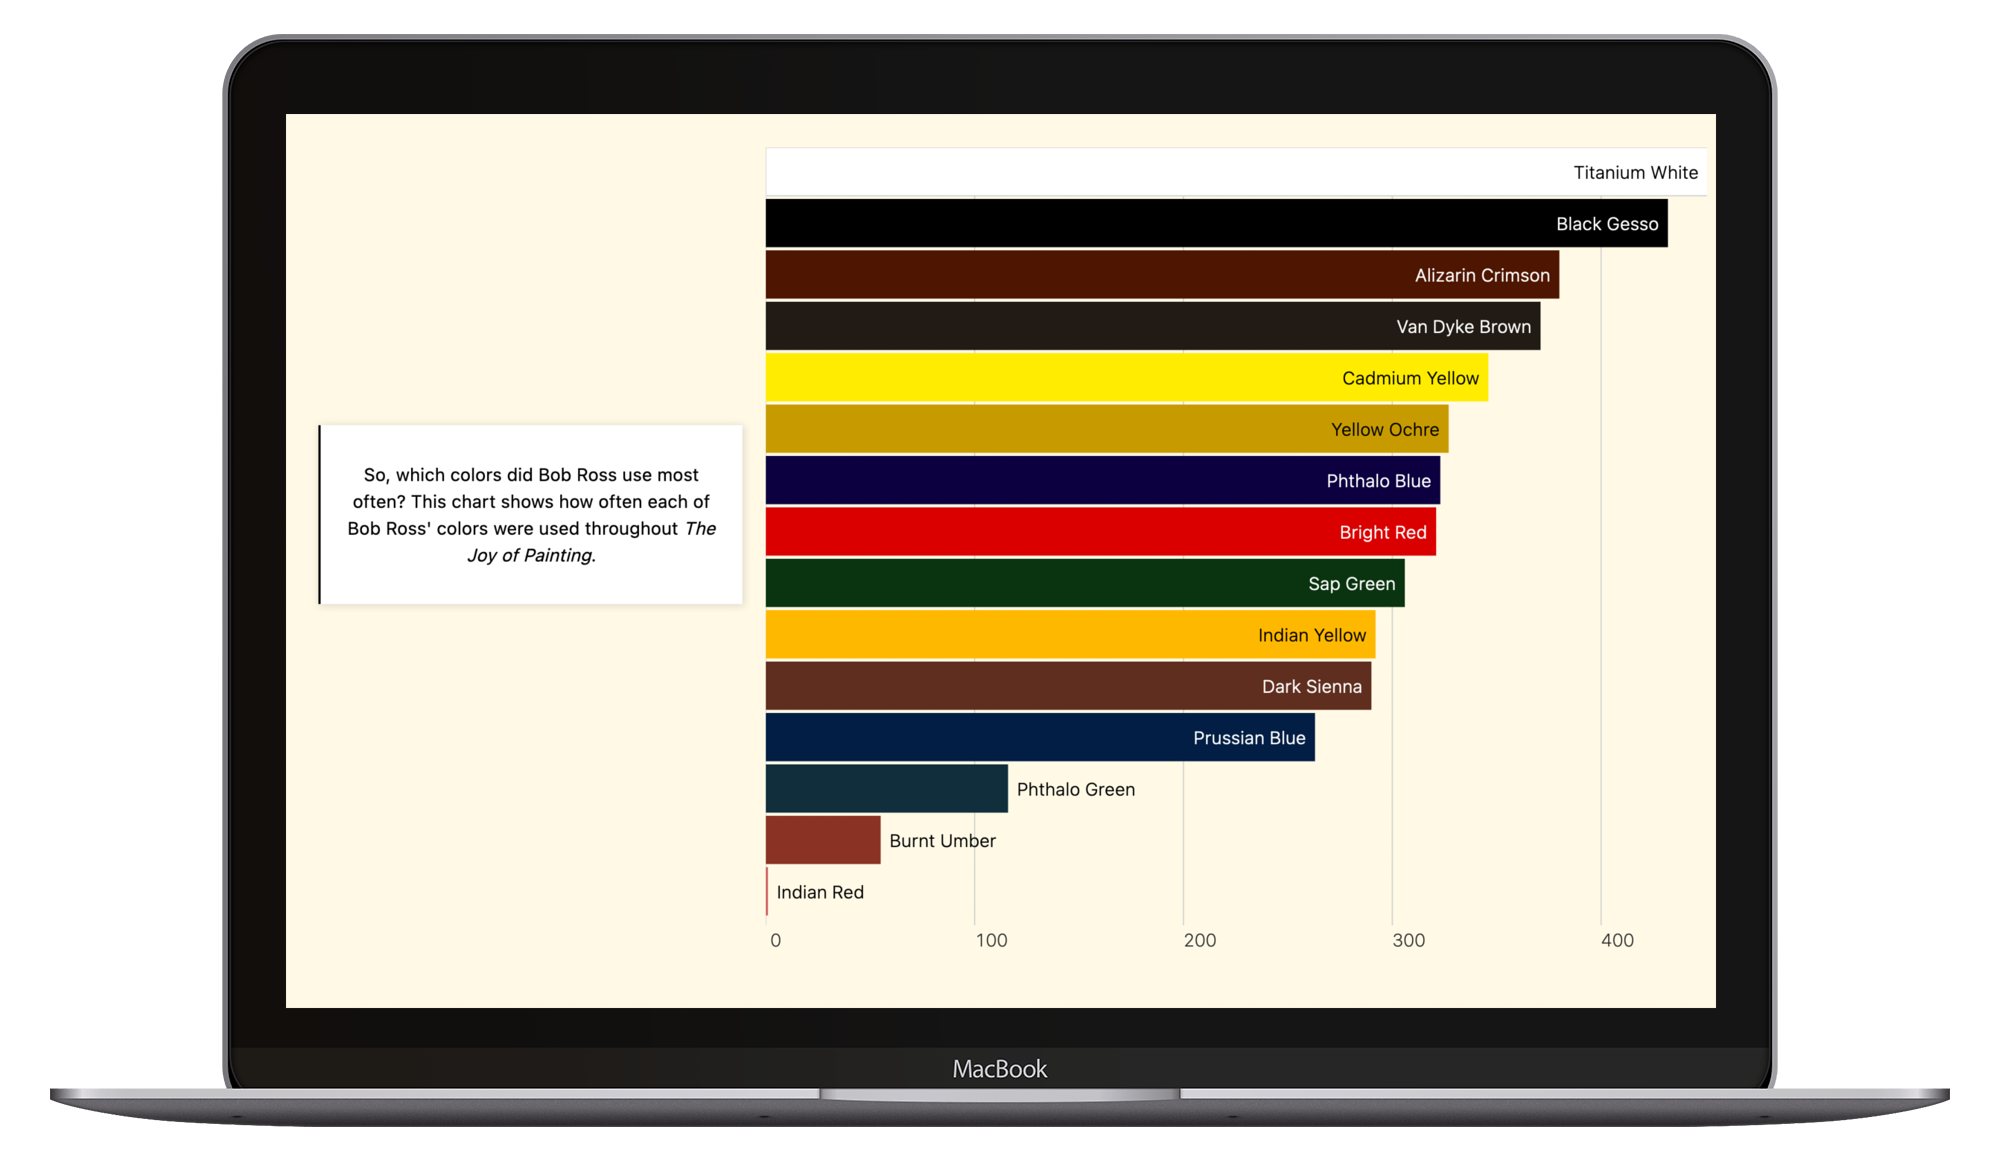 So, which colors did Bob Ross use most
often? This chart shows how often each of
Bob Ross' colors were used throughout The
Joy of Painting.
Titanium White
Black Gesso
Alizarin Crimson
Van Dyke Brown
Cadmium Yellow
Yellow Ochre
Phthalo Blue
Bright Red
Sap Green
Indian Yellow
Dark Sienna
Prussian Blue
Phthalo Green
Burnt Umber
Indian Red
0 100 200 300 400
MacBook